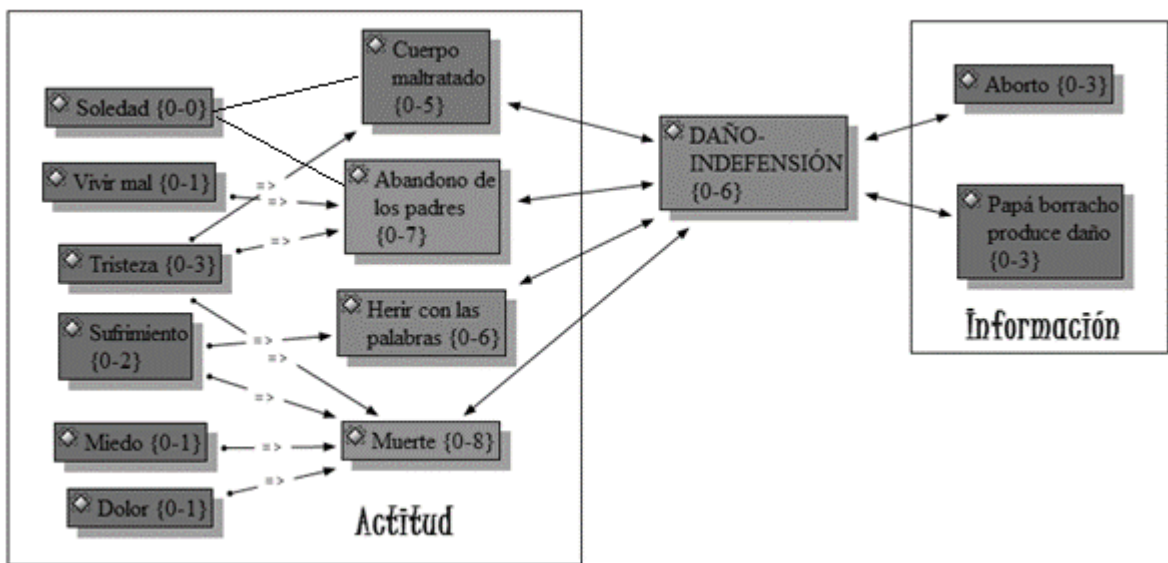 Soledad {0-0}
Vivir mal {0-1}
Tristeza {0-3}
Sufrimiento
{0-2}
Miedo {0-1}
Dolor {0-1}
=>
=>
=>
=>
=>
=>
=>
=>
Cuerpo
maltratado
{0-5}
Abandono de
los padres
{0-7}
Herir con las
palabras {0-6}
Muerte {0-8}
Actitud
DAÑO-
INDEFENSIÓN
{0-6}
Aborto {0-3}
Papá borracho
produce daño
{0-3}
Información